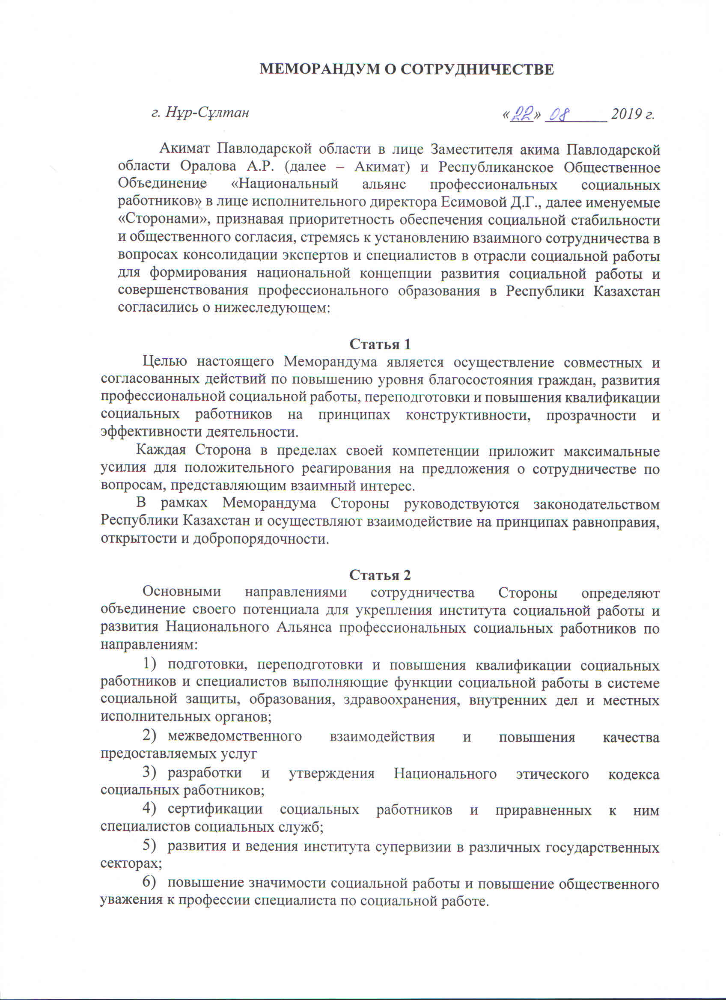 МЕМОРАНДУМ О СОТРУДНИЧЕСТВЕ
г. Нұр-Сұлтан «22» 08 2019 г.
Акимат Павлодарской области в лице Заместителя акима Павлодарской
области Оралова А.Р. (далее – Акимат) и Республиканское Общественное
Объединение «Национальный альянс профессиональных социальных
работников» в лице исполнительного директора Есимовой Д.Г., далее именуемые
«Сторонами», признавая приоритетность обеспечения социальной стабильности
и общественного согласия, стремясь к установлению взаимного сотрудничества в
вопросах консолидации экспертов и специалистов в отрасли социальной работы
для формирования национальной концепции развития социальной работы и
совершенствования профессионального образования в Республики Казахстан
согласились о нижеследующем:
Статья 1
Целью настоящего Меморандума является осуществление совместных и
согласованных действий по повышению уровня благосостояния граждан, развития
профессиональной социальной работы, переподготовки и повышения квалификации
социальных работников на принципах конструктивности, прозрачности и
эффективности деятельности.
Каждая Сторона в пределах своей компетенции приложит максимальные
усилия для положительного реагирования на предложения о сотрудничестве по
вопросам, представляющим взаимный интерес.
В рамках Меморандума Стороны руководствуются законодательством
Республики Казахстан и осуществляют взаимодействие на принципах равноправия,
открытости и добропорядочности.
Статья 2
Основными направлениями сотрудничества Стороны определяют
объединение своего потенциала для укрепления института социальной работы и
развития Национального Альянса профессиональных социальных работников по
направлениям:
1) подготовки, переподготовки и повышения квалификации социальных
работников и специалистов выполняющие функции социальной работы в системе
социальной защиты, образования, здравоохранения, внутренних дел и местных
исполнительных органов;
2) межведомственного взаимодействия и повышения качества
предоставляемых услуг
3) разработки и утверждения Национального этического кодекса
социальных работников;
4) сертификации социальных работников и приравненных к ним
специалистов социальных служб;
5) развития и ведения института супервизии в различных государственных
секторах;
6) повышение значимости социальной работы и повышение общественного
уважения к профессии специалиста по социальной работе.